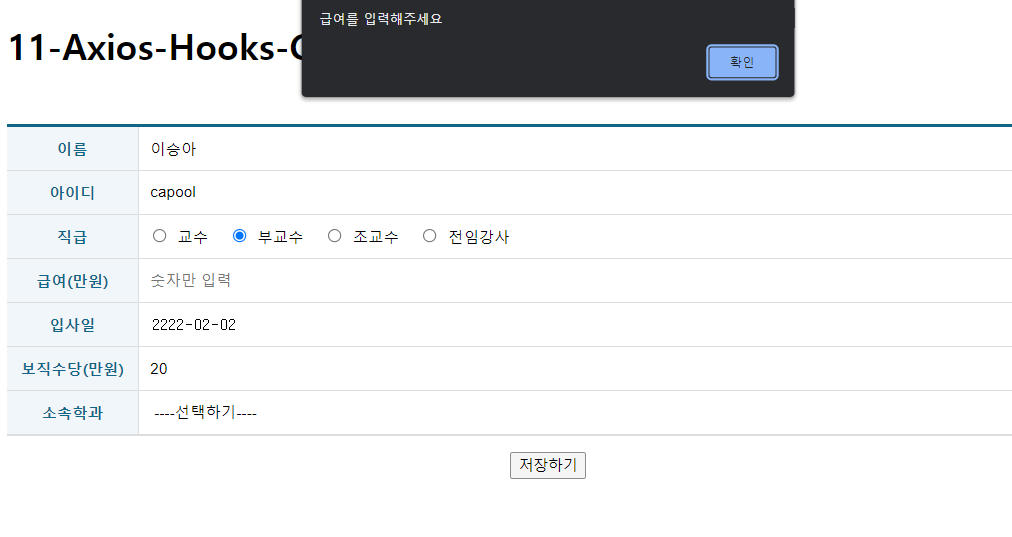 급여를 입력해주세요
확인
11-Axios-Hooks-
이름 이승아
아이디 capool
직급 교수 부교수 조교수 전임강사
급여(만원) 숫자만 입력
입사일 2222-02-02
보직수당(만원) 20
소속학과 ----선택하기----
저장하기